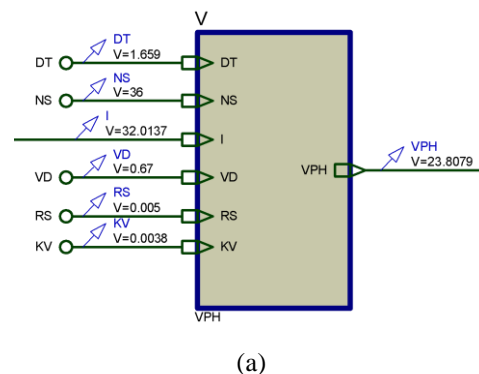 V
DT
DT
V=1.659
DT
NS
NS
V=36
NS
I
V=32.0137
I
VD
VD
V=0.67
VD
RS
RS
V=0.005
RS
KV
KV
V=0.0038
KV
VPH
VPH
V=23.8079
VPH
(a)